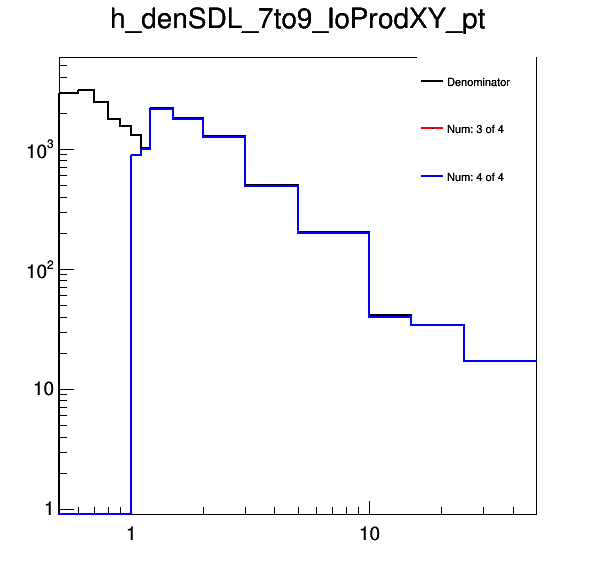 h_denSDL_7to9_loProdXY_pt
Denominator
Num: 3 of 4
Num: 4 of 4
10³
10²
10
1
1 10